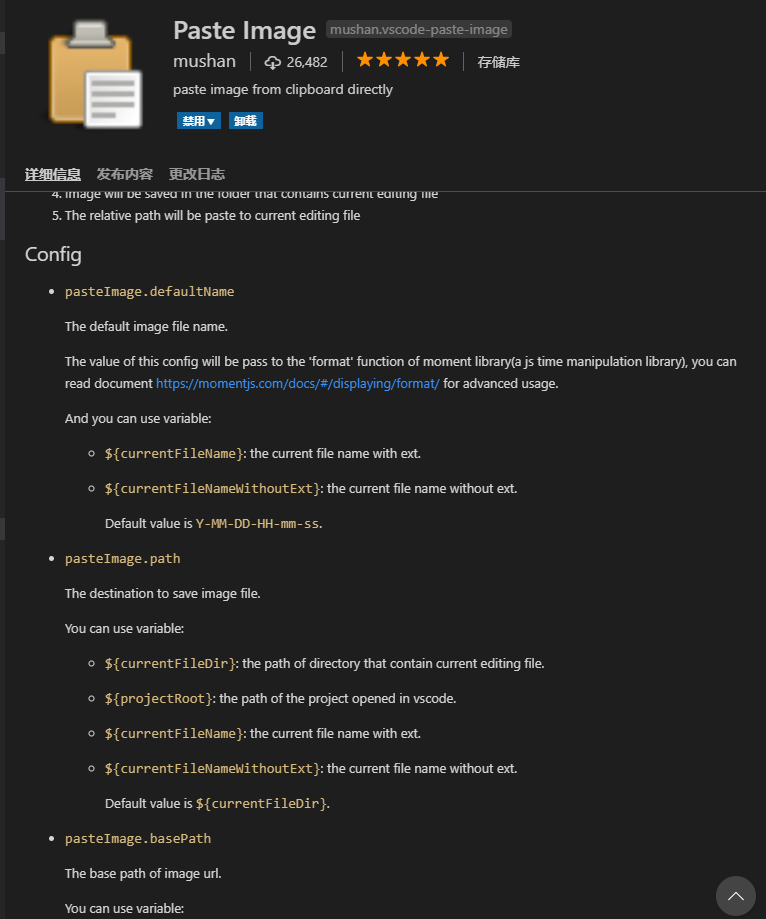 Paste Image mushan.vscode-paste-image
mushan 26,482 存储库
paste image from clipboard directly
禁用 卸载
详细信息 发布内容 更改日志
4. Image will be saved in the folder that contains current editing file
5. The relative path will be paste to current editing file
Config
pasteImage.defaultName
The default image file name.
The value of this config will be pass to the 'format' function of moment library(a js time manipulation library), you can
read document https://momentjs.com/docs/#/displaying/format/ for advanced usage.
And you can use variable:
${currentFileName}: the current file name with ext.
${currentFileNameWithoutExt}: the current file name without ext.
Default value is Y-MM-DD-HH-mm-ss.
pasteImage.path
The destination to save image file.
You can use variable:
${currentFileDir}: the path of directory that contain current editing file.
${projectRoot}: the path of the project opened in vscode.
${currentFileName}: the current file name with ext.
${currentFileNameWithoutExt}: the current file name without ext.
Default value is ${currentFileDir}.
pasteImage.basePath
The base path of image url.
You can use variable: